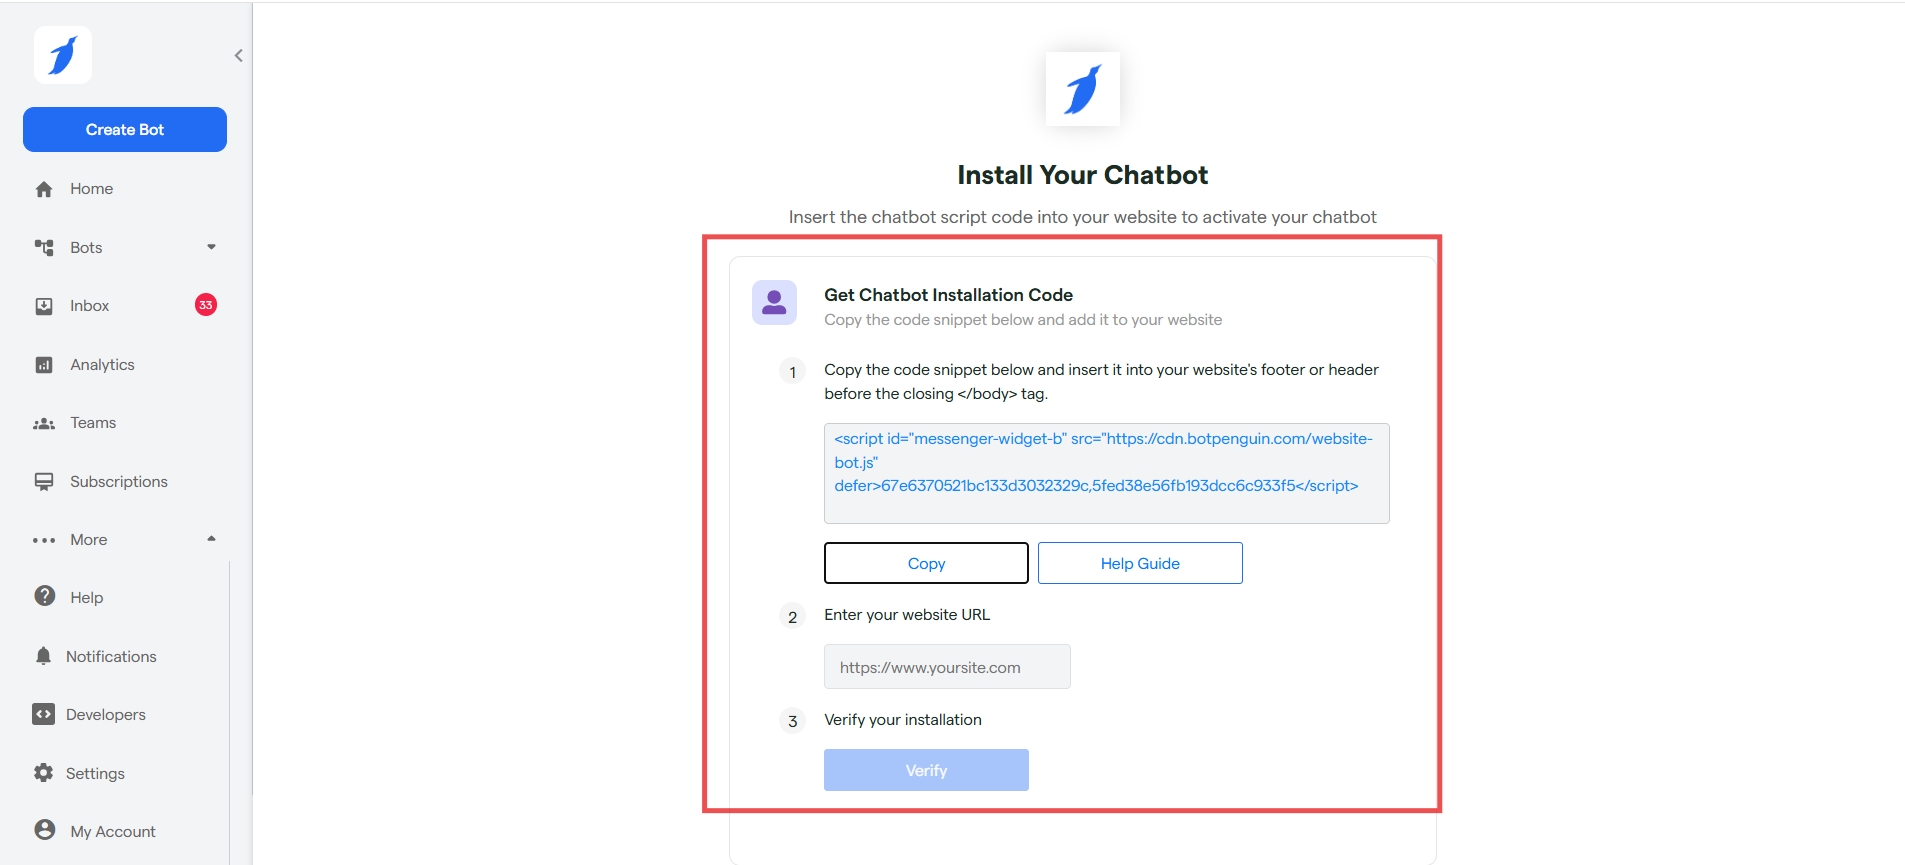 Create Bot
Home
Bots
Inbox
33
Analytics
Teams
Subscriptions
More
Help
Notifications
Developers
Settings
My Account
Install Your Chatbot
Insert the chatbot script code into your website to activate your chatbot
Get Chatbot Installation Code
Copy the code snippet below and add it to your website
1
Copy the code snippet below and insert it into your website's footer or header
before the closing </body> tag.
<script id="messenger-widget-b" src="https://cdn.botpenguin.com/website-
bot.js"
defer>67e6370521bc133d3032329c,5fed38e56fb193dcc6c933f5</script>
Copy
Help Guide
2
Enter your website URL
https://www.yoursite.com
3
Verify your installation
Verify